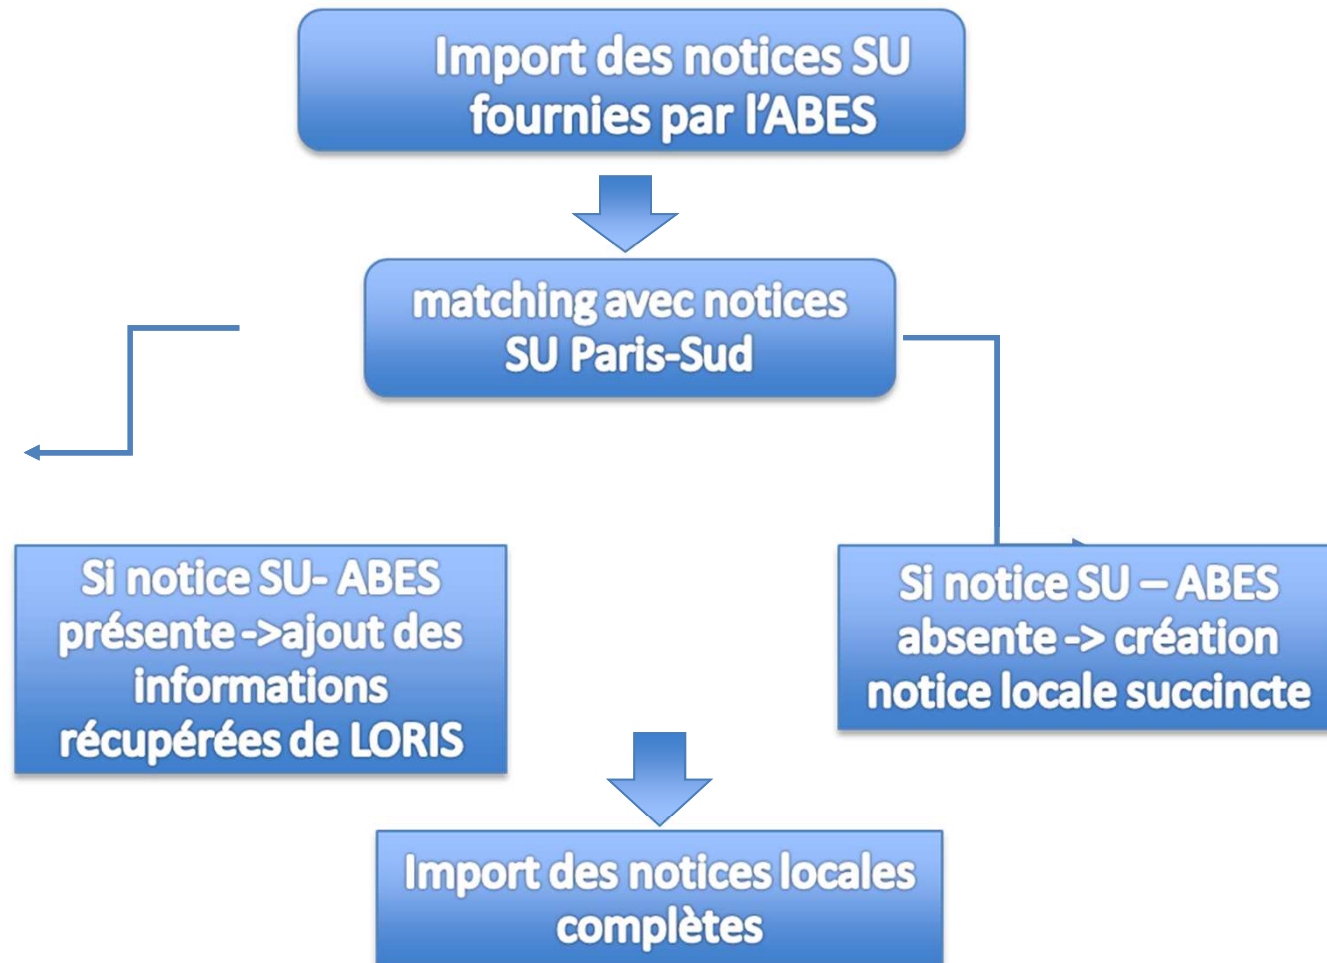 Import des notices SU
fournies par l'ABES
matching avec notices
SU Paris-Sud
Si notice SU- ABES
présente ->ajout des
informations
récupérées de LORIS
Si notice SU – ABES
absente -> création
notice locale succincte
Import des notices locales
complètes